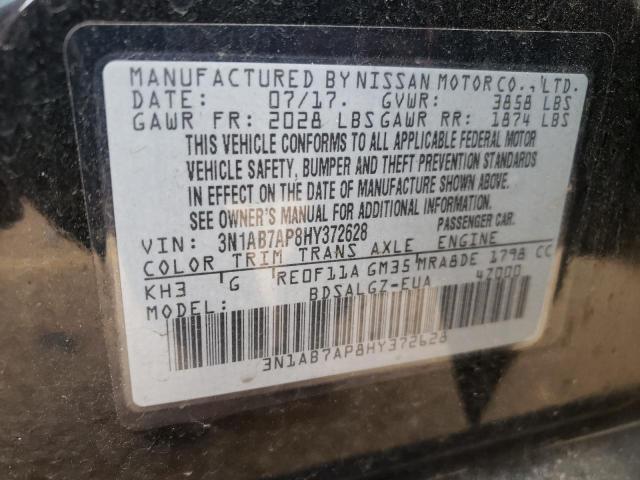 MANUFACTURED BY NISSAN MOTOR CO., LTD.
DATE: 07/17. GVWR: 3858 LBS
GAWR FR: 2028 LBS GAWR RR: 1874 LBS
THIS VEHICLE CONFORMS TO ALL APPLICABLE FEDERAL MOTOR
VEHICLE SAFETY, BUMPER AND THEFT PREVENTION STANDARDS
IN EFFECT ON THE DATE OF MANUFACTURE SHOWN ABOVE.
SEE OWNER'S MANUAL FOR ADDITIONAL INFORMATION.
VIN: 3N1AB7AP8HY372628 PASSENGER CAR.
COLOR TRIM TRANS AXLE ENGINE
KH3 G RE0F11A GM35 MRA8DE 1798 CC
MODEL: BDSALGZ-EUA 4Z000
3N1AB7AP8HY372628